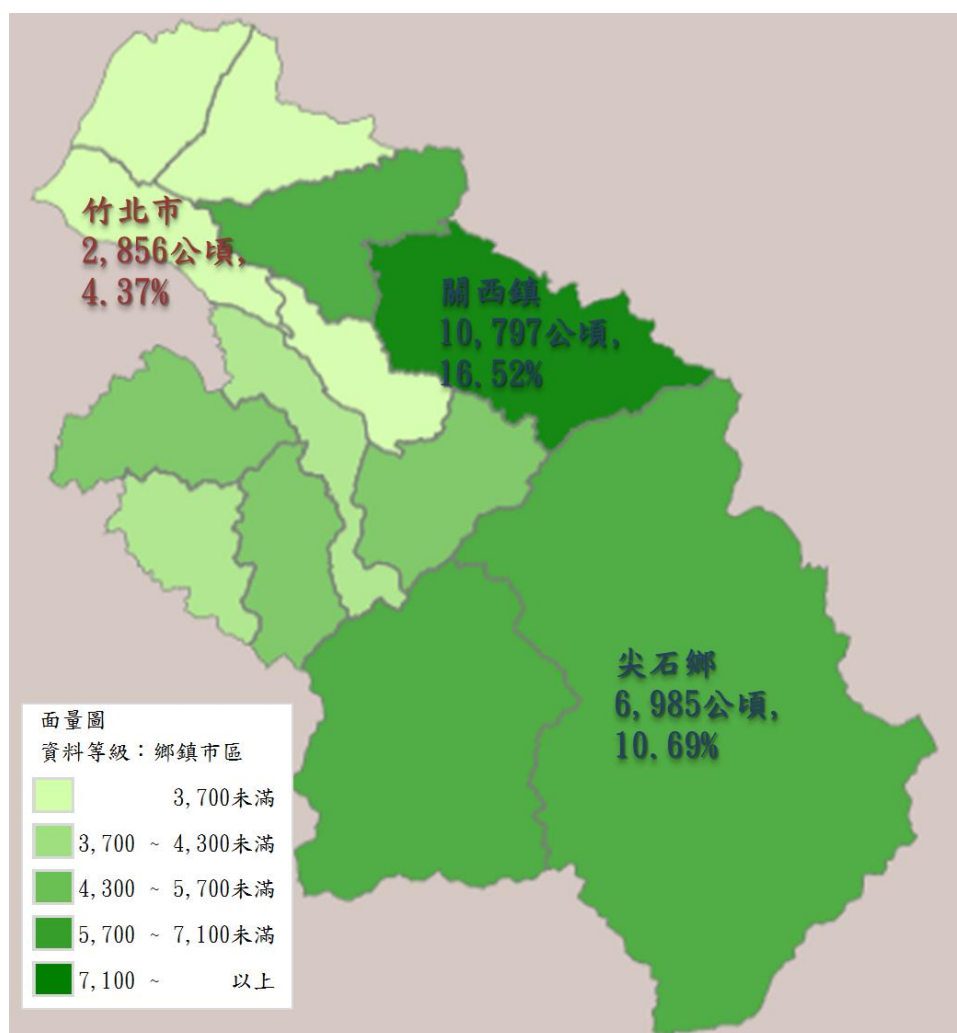 竹北市
2,856公頃,
4.37%
關西鎮
10,797公頃,
16.52%
尖石鄉
6,985公頃,
10.69%
面量圖
資料等級：鄉鎮市區
3,700未滿
3,700 ~ 4,300未滿
4,300 ~ 5,700未滿
5,700 ~ 7,100未滿
7,100 ~ 以上